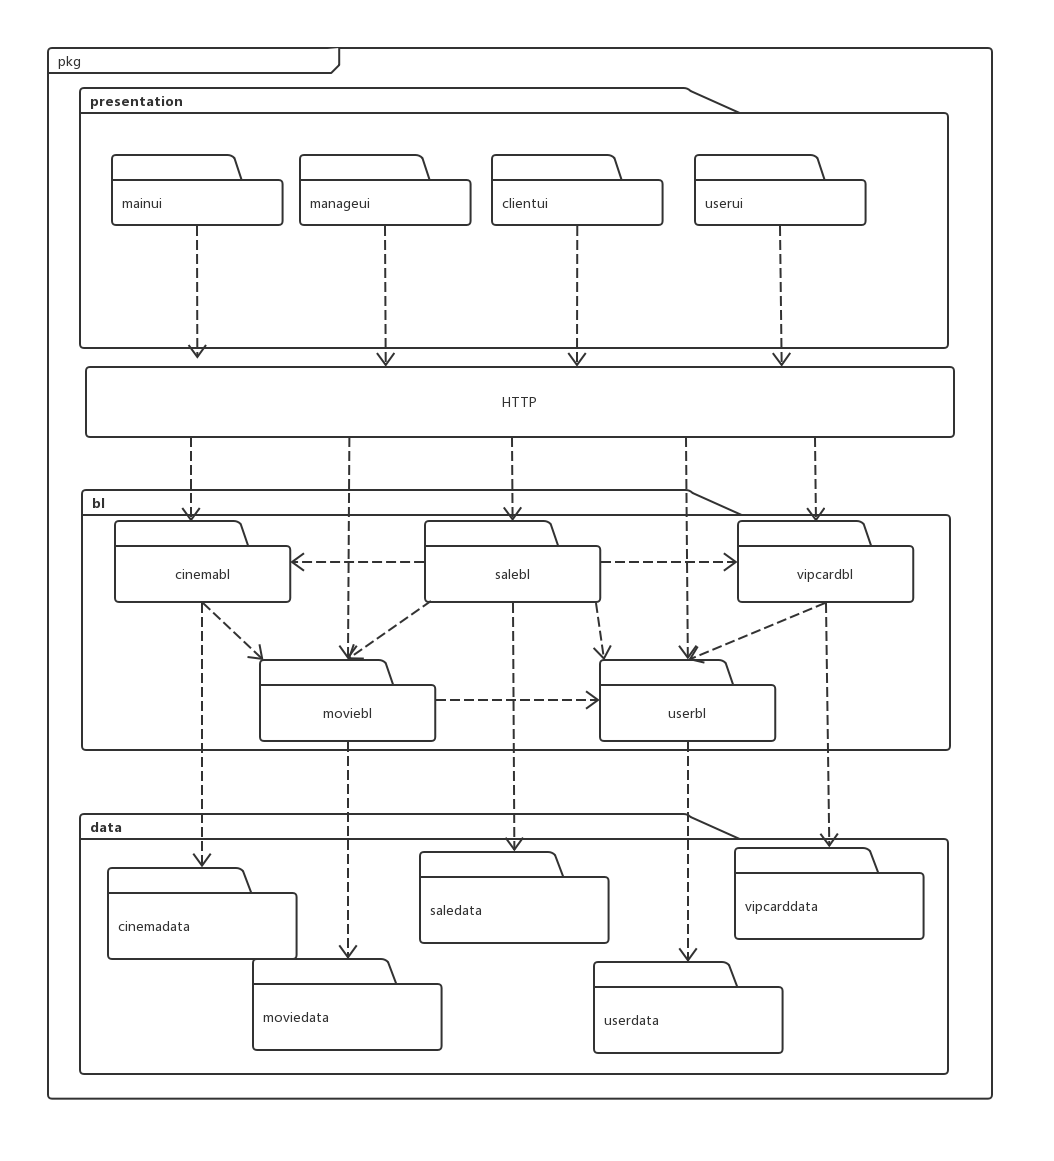 pkg
presentation
mainui
manageui
clientui
userui
HTTP
bl
cinemabl
salebl
vipcardbl
moviebl
userbl
data
cinemadata
saledata
vipcarddata
moviedata
userdata